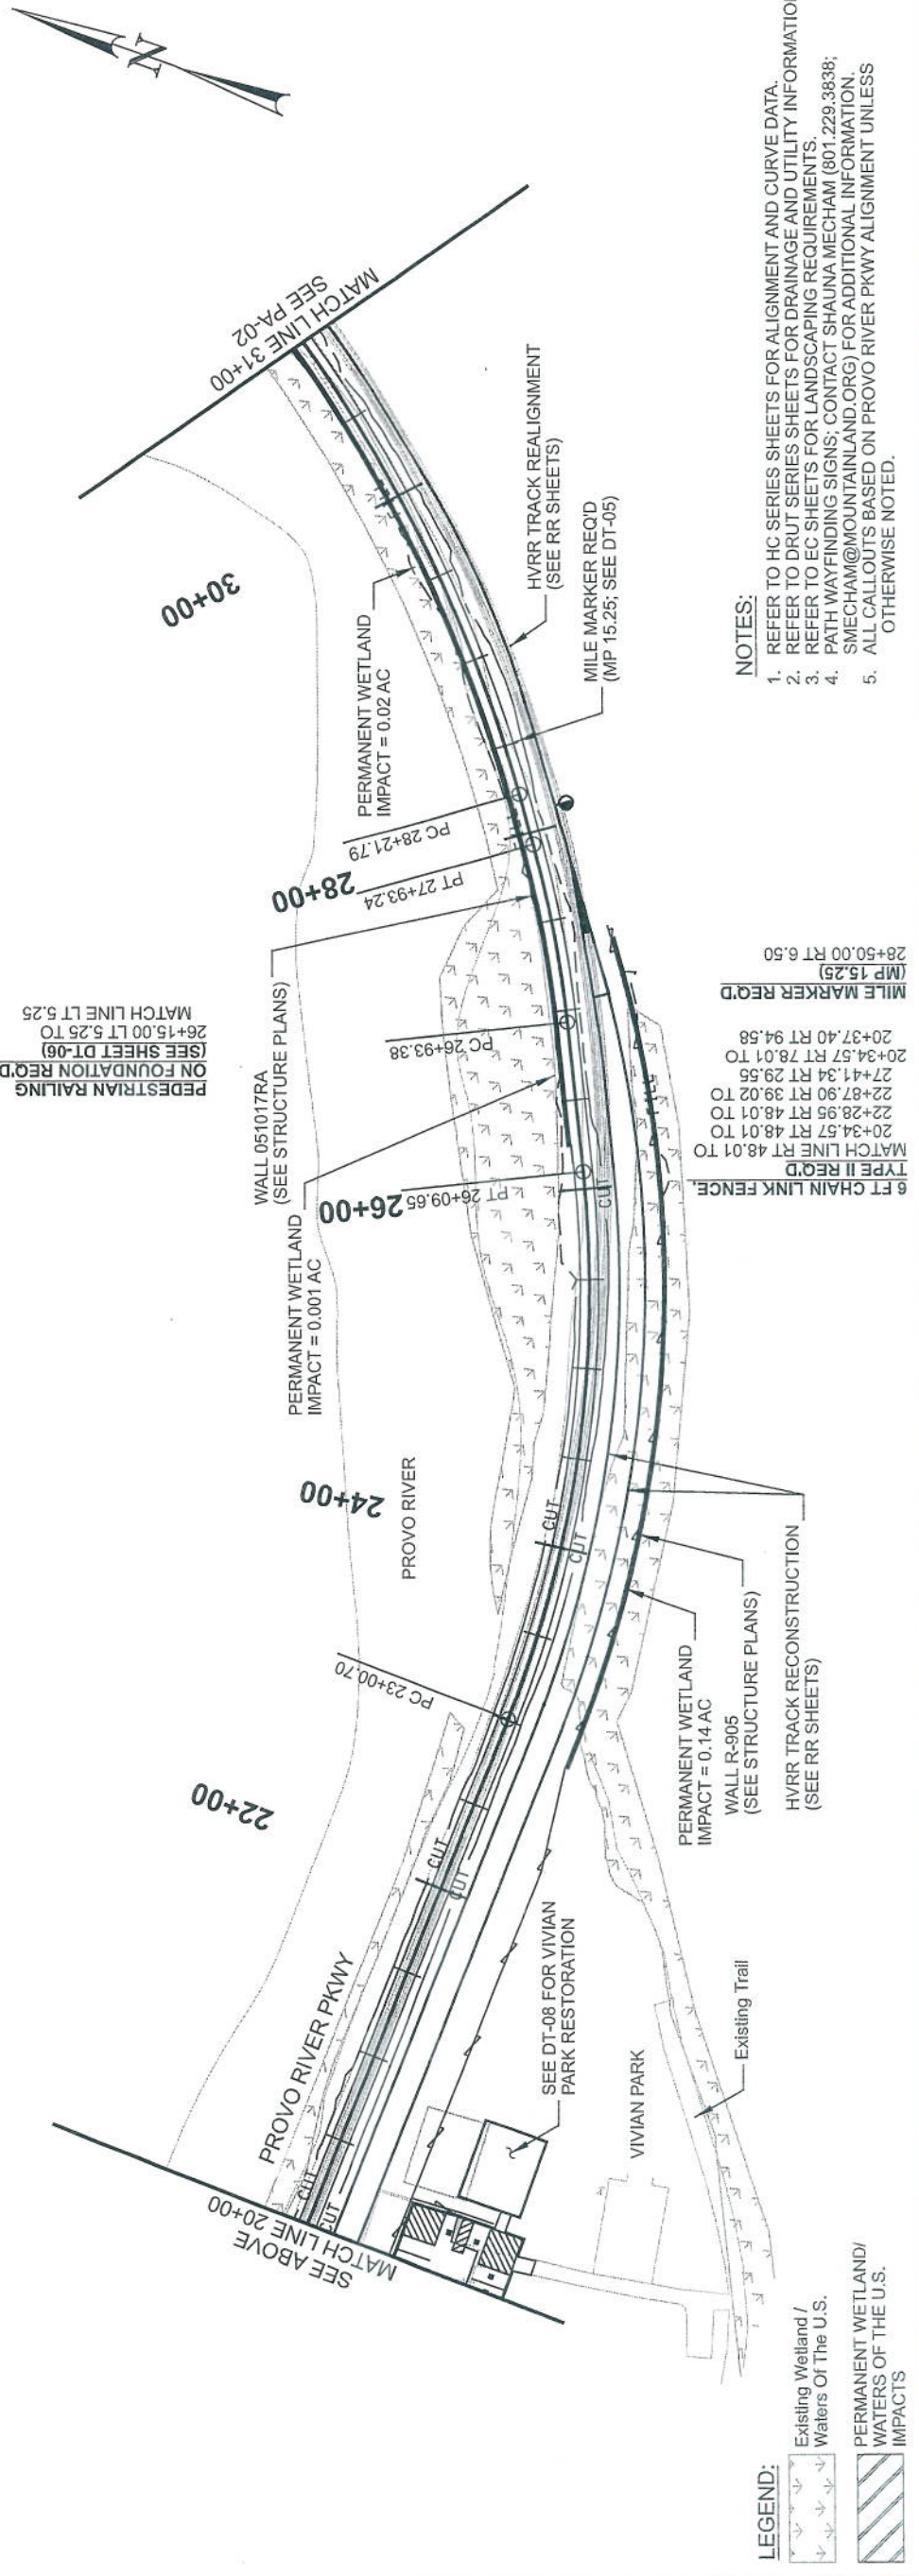 N
MATCH LINE 31+00
SEE PA-02
30+00
PERMANENT WETLAND
IMPACT = 0.02 AC
HVRR TRACK REALIGNMENT
(SEE RR SHEETS)
MILE MARKER REQ'D
(MP 15.25; SEE DT-05)
PC 28+21.79
28+00
PT 27+93.24
WALL 051017RA
(SEE STRUCTURE PLANS)
PC 26+93.38
PERMANENT WETLAND
IMPACT = 0.001 AC
26+00
PT 26+09.65
CUT
FILL
PEDESTRIAN RAILING
ON FOUNDATION REQ'D
(SEE SHEET DT-06)
26+15.00 LT 5.25 TO
MATCH LINE LT 5.25
6 FT CHAIN LINK FENCE,
TYPE II REQ'D
MATCH LINE RT 48.01 TO
20+34.57 RT 48.01 TO
22+28.95 RT 48.01 TO
22+87.90 RT 39.02 TO
27+41.34 RT 29.55
20+34.57 RT 78.01 TO
20+37.40 RT 94.58
MILE MARKER REQ'D
(MP 15.25)
28+50.00 RT 6.50
24+00
PROVO RIVER
CUT
CUT
PC 23+00.70
22+00
CUT
CUT
PERMANENT WETLAND
IMPACT = 0.14 AC
WALL R-905
(SEE STRUCTURE PLANS)
HVRR TRACK RECONSTRUCTION
(SEE RR SHEETS)
PROVO RIVER PKWY
CUT
CUT
SEE ABOVE
MATCH LINE 20+00
SEE DT-08 FOR VIVIAN
PARK RESTORATION
VIVIAN PARK
Existing Trail
NOTES:
1. REFER TO HC SERIES SHEETS FOR ALIGNMENT AND CURVE DATA.
2. REFER TO DRUT SERIES SHEETS FOR DRAINAGE AND UTILITY INFORMATION
3. REFER TO EC SHEETS FOR LANDSCAPING REQUIREMENTS.
4. PATH WAYFINDING SIGNS; CONTACT SHAUNA MECHAM (801.229.3838;
SMECHAM@MOUNTAINLAND.ORG) FOR ADDITIONAL INFORMATION.
5. ALL CALLOUTS BASED ON PROVO RIVER PKWY ALIGNMENT UNLESS
OTHERWISE NOTED.
LEGEND:
Existing Wetland /
Waters Of The U.S.
PERMANENT WETLAND/
WATERS OF THE U.S.
IMPACTS